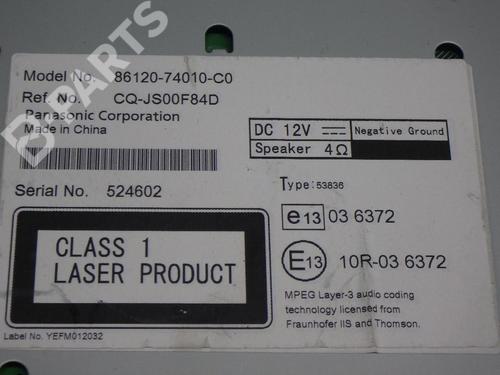 B-PARTS
Model No. 86120-74010-C0
Ref. No. CQ-JS00F84D
Panasonic Corporation
Made in China
DC 12V Negative Ground
Speaker 4Ω
Serial No. 524602
Type:53836
e13 03 6372
E13 10R-03 6372
CLASS 1
LASER PRODUCT
MPEG Layer-3 audio coding
technology licensed from
Fraunhofer IIS and Thomson.
Label No. YEFM012032